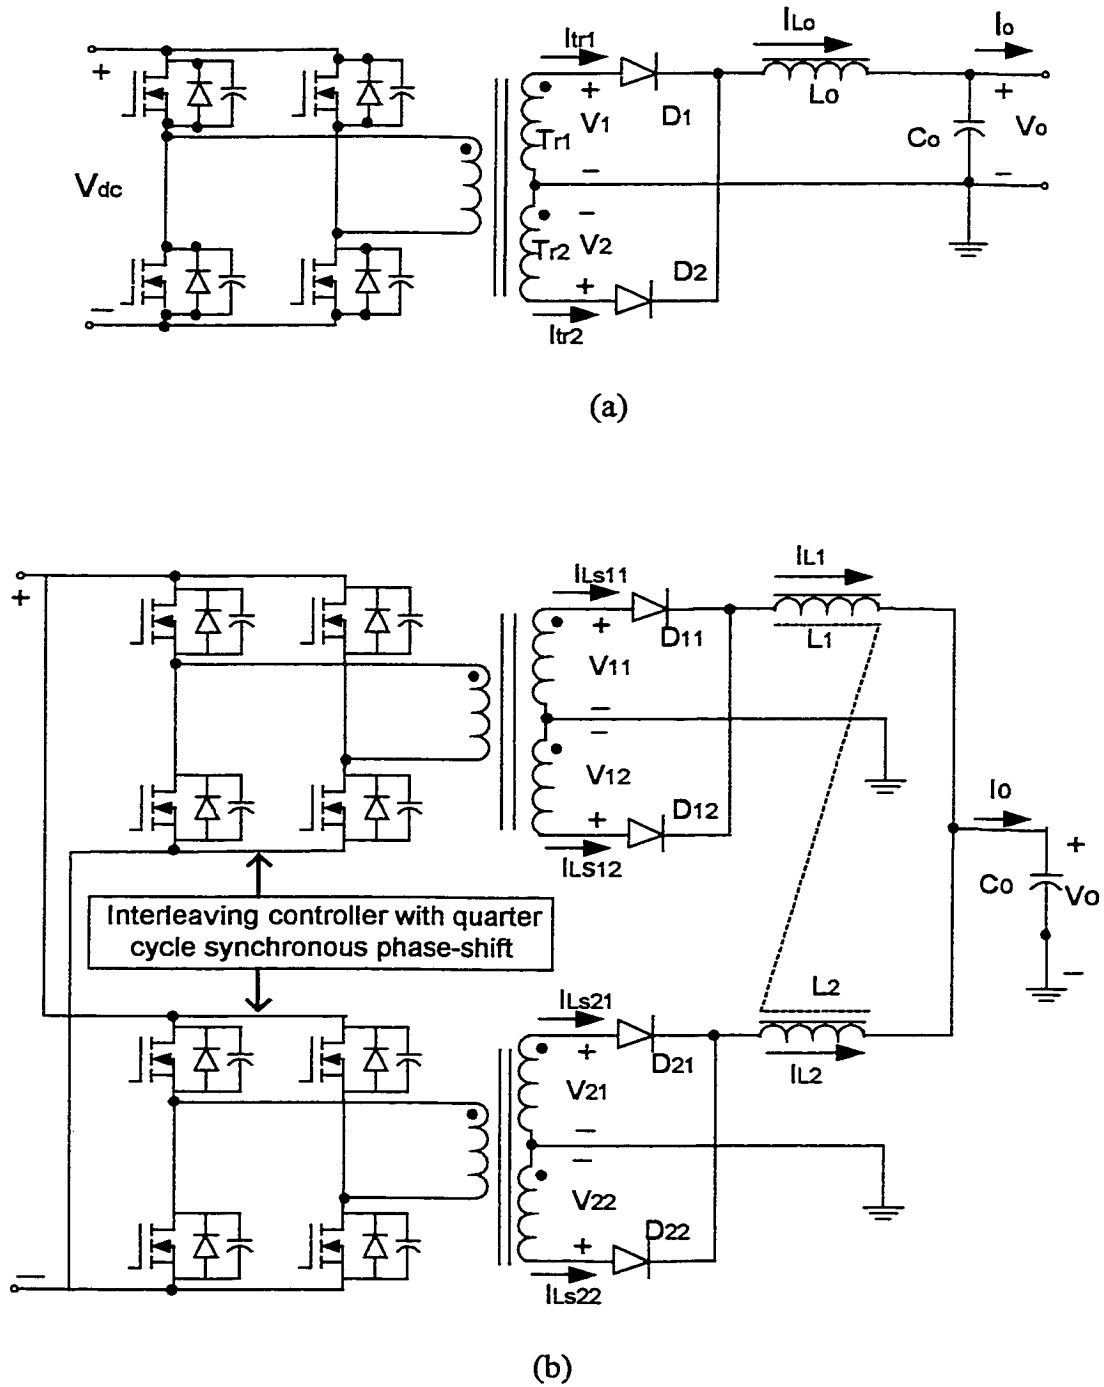 Itr1
ILo
Io
+
+
V1
D1
Lo
+
Tr1
Co
Vo
Vdc
−
−
−
Tr2
V2
D2
+
−
Itr2
(a)
ILs11
IL1
+
+
D11
L1
V11
−
−
V12
D12
Io
+
ILs12
+
Co
Vo
Interleaving controller with quarter
cycle synchronous phase-shift
−
ILs21
L2
+
D21
IL2
V21
−
−
V22
D22
+
−
ILs22
(b)